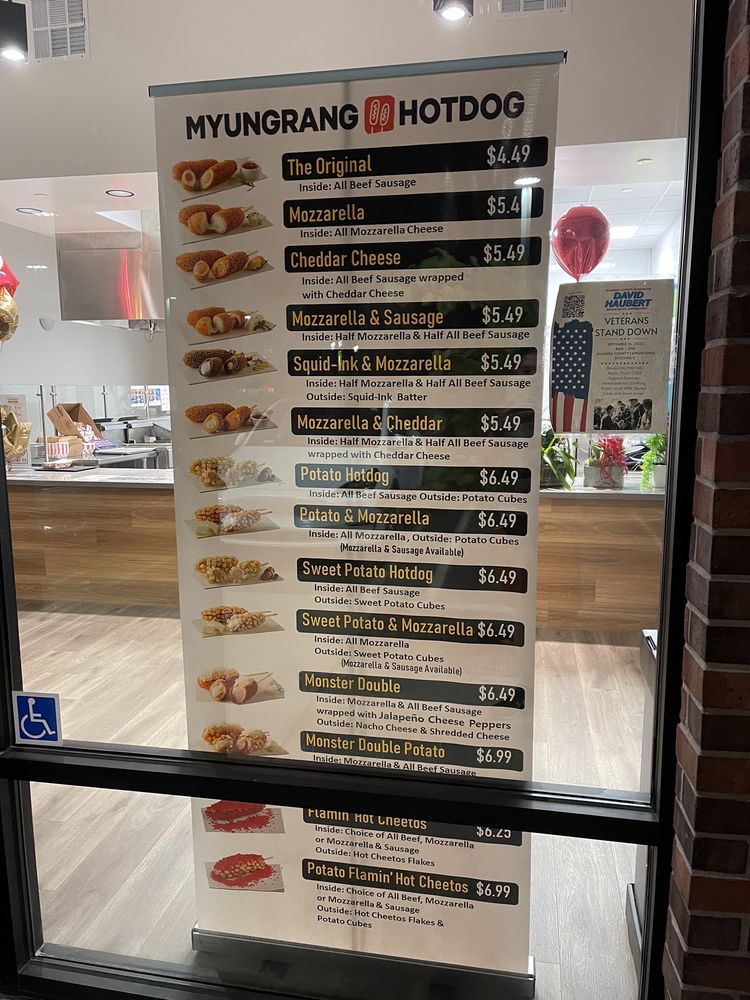 MYUNGRANG HOTDOG
The Original $4.49
Inside: All Beef Sausage
Mozzarella $5.4
Inside: All Mozzarella Cheese
Cheddar Cheese $5.49
Inside: All Beef Sausage wrapped
with Cheddar Cheese
Mozzarella & Sausage $5.49
Inside: Half Mozzarella & Half All Beef Sausage
Squid-Ink & Mozzarella $5.49
Inside: Half Mozzarella & Half All Beef Sausage
Outside: Squid-Ink Batter
Mozzarella & Cheddar $5.49
Inside: Half Mozzarella & Half All Beef Sausage
wrapped with Cheddar Cheese
Potato Hotdog $6.49
Inside: All Beef Sausage Outside: Potato Cubes
Potato & Mozzarella $6.49
Inside: All Mozzarella, Outside: Potato Cubes
(Mozzarella & Sausage Available)
Sweet Potato Hotdog $6.49
Inside: All Beef Sausage
Outside: Sweet Potato Cubes
Sweet Potato & Mozzarella $6.49
Inside: All Mozzarella
Outside: Sweet Potato Cubes
(Mozzarella & Sausage Available)
Monster Double $6.49
Inside: Mozzarella & All Beef Sausage
wrapped with Jalapeño Cheese Peppers
Outside: Nacho Cheese & Shredded Cheese
Monster Double Potato $6.99
Inside: Mozzarella & All Beef Sausage
Flamin' Hot Cheetos $6.25
Inside: Choice of All Beef, Mozzarella
or Mozzarella & Sausage
Outside: Hot Cheetos Flakes
Potato Flamin' Hot Cheetos $6.99
Inside: Choice of All Beef, Mozzarella
or Mozzarella & Sausage
Outside: Hot Cheetos Flakes &
Potato Cubes
DAVID
HAUBERT
VETERANS
STAND DOWN